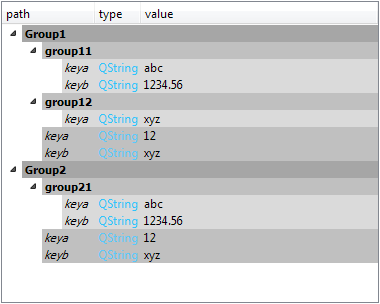 path type value
Group1
group11
keya QString abc
keyb QString 1234.56
group12
keya QString xyz
keya QString 12
keyb QString xyz
Group2
group21
keya QString abc
keyb QString 1234.56
keya QString 12
keyb QString xyz